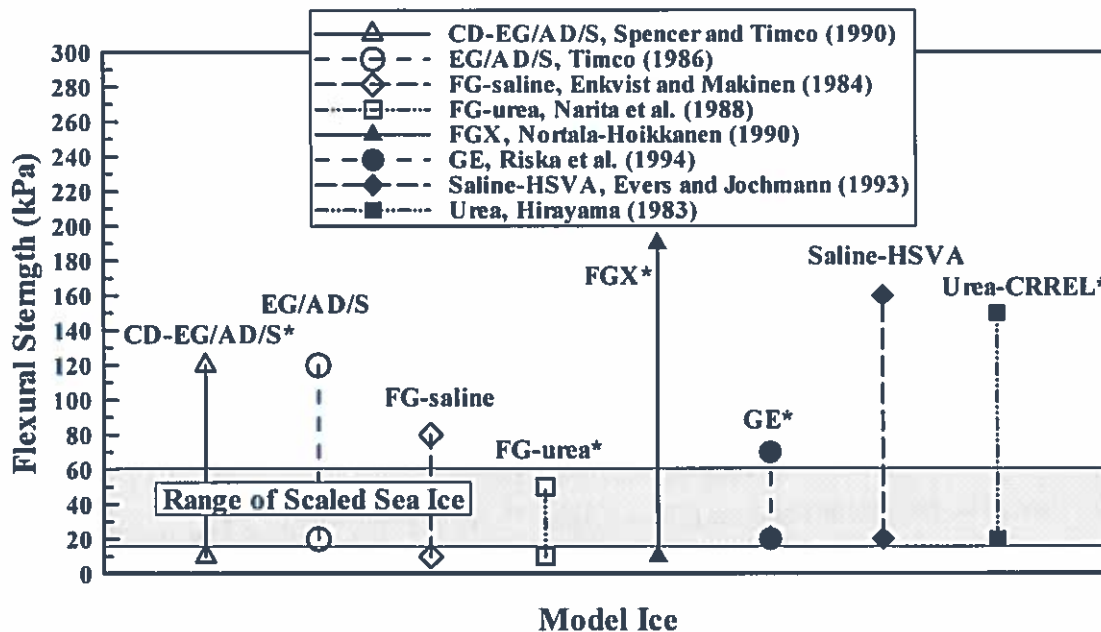 CD-EG/AD/S, Spencer and Timco (1990)
EG/AD/S, Timco (1986)
FG-saline, Enkvist and Makinen (1984)
FG-urea, Narita et al. (1988)
FGX, Nortala-Hoikkanen (1990)
GE, Riska et al. (1994)
Saline-HSVA, Evers and Jochmann (1993)
Urea, Hirayama (1983)
300
280
260
240
220
200
180
160
140
120
100
80
60
40
20
0
Flexural Sterngth (kPa)
CD-EG/AD/S*
EG/AD/S
FG-saline
FG-urea*
FGX*
GE*
Saline-HSVA
Urea-CRREL*
Range of Scaled Sea Ice
Model Ice